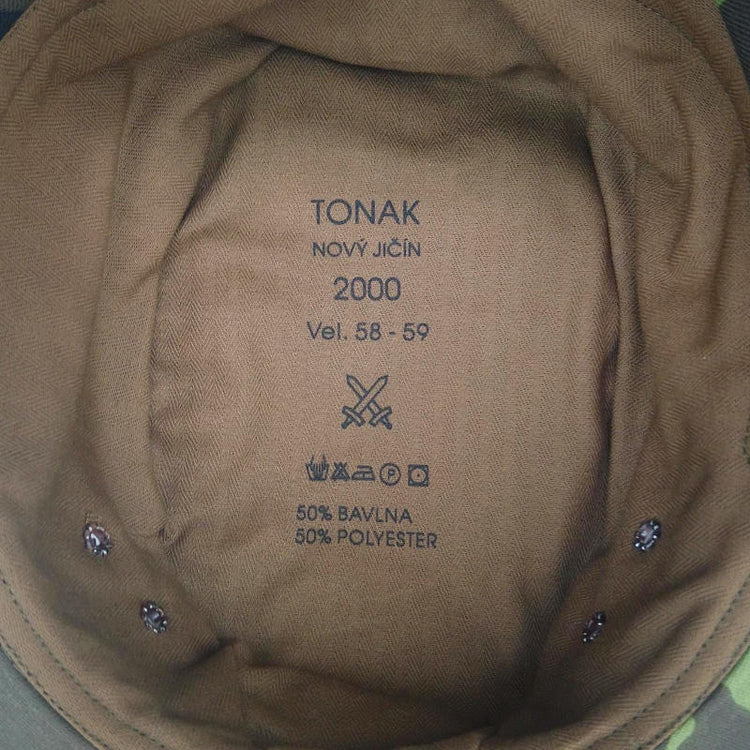 TONAK
NOVÝ JIČÍN
2000
Vel. 58 - 59
P
50% BAVLNA
50% POLYESTER